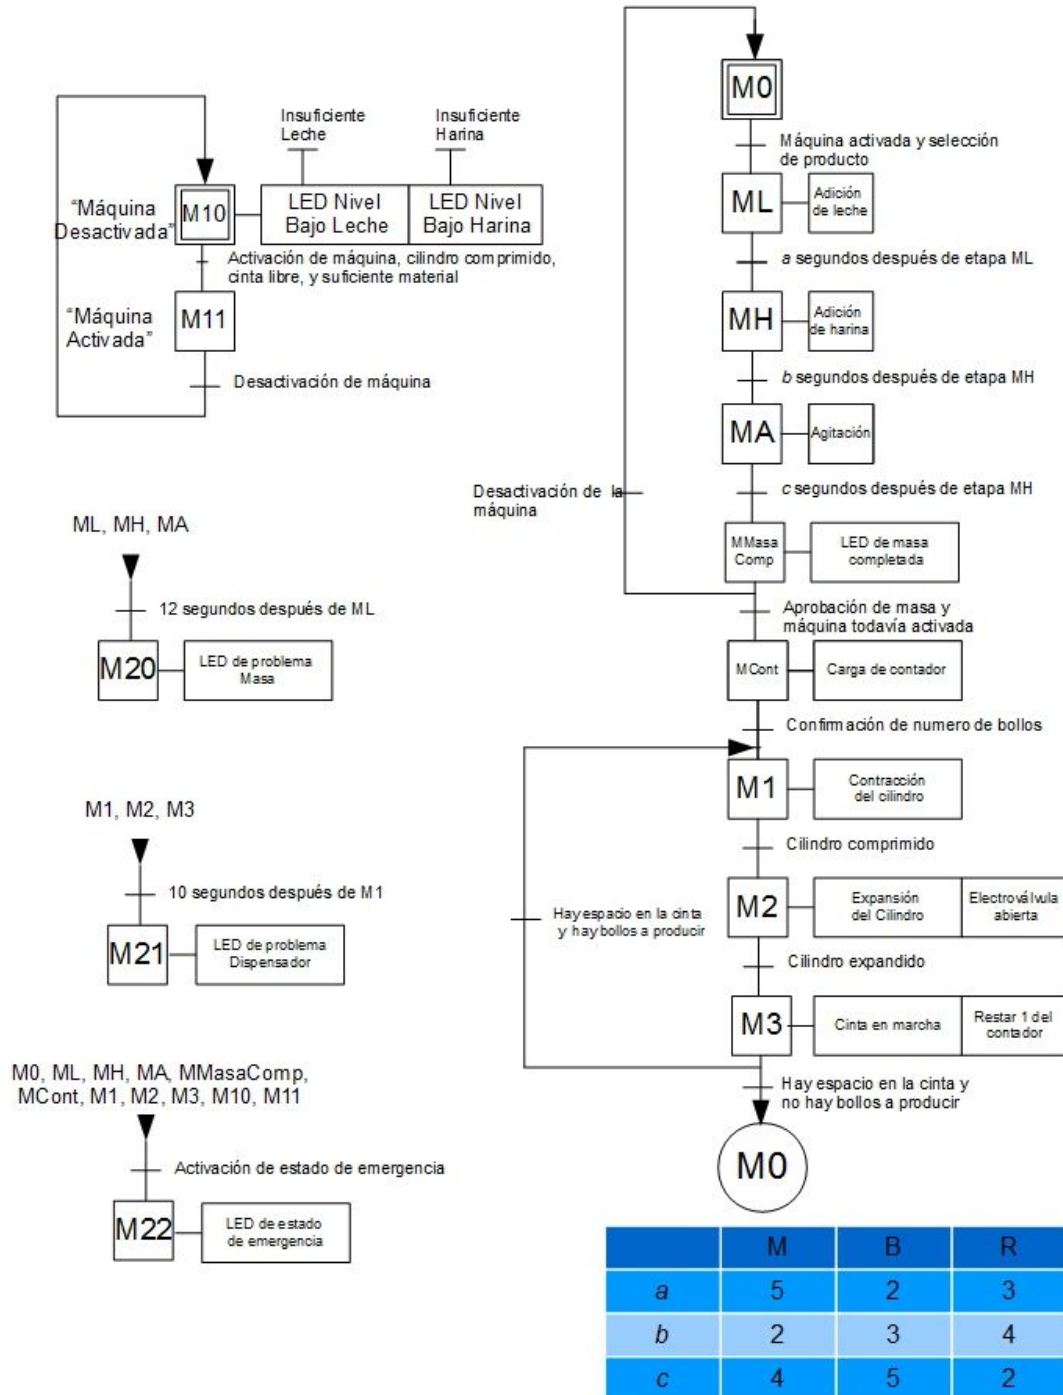 M0
Máquina activada y selección
de producto
ML
Adición
de leche
a segundos después de etapa ML
MH
Adición
de harina
b segundos después de etapa MH
MA
Agitación
c segundos después de etapa MH
MMasa
Comp
LED de masa
completada
Desactivación de la
máquina
Aprobación de masa y
máquina todavía activada
MCont
Carga de contador
Confirmación de numero de bollos
M1
Contracción
del cilindro
Cilindro comprimido
M2
Expansión
del Cilindro
Electroválvula
abierta
Hay espacio en la cinta
y hay bollos a producir
Cilindro expandido
M3
Cinta en marcha
Restar 1 del
contador
Hay espacio en la cinta y
no hay bollos a producir
M0
Insuficiente
Leche
Insuficiente
Harina
"Máquina
Desactivada"
M10
LED Nivel
Bajo Leche
LED Nivel
Bajo Harina
Activación de máquina, cilindro comprimido,
cinta libre, y suficiente material
"Máquina
Activada"
M11
Desactivación de máquina
ML, MH, MA
12 segundos después de ML
M20
LED de problema
Masa
M1, M2, M3
10 segundos después de M1
M21
LED de problema
Dispensador
M0, ML, MH, MA, MMasaComp,
MCont, M1, M2, M3, M10, M11
Activación de estado de emergencia
M22
LED de estado
de emergencia
M B R
a 5 2 3
b 2 3 4
c 4 5 2